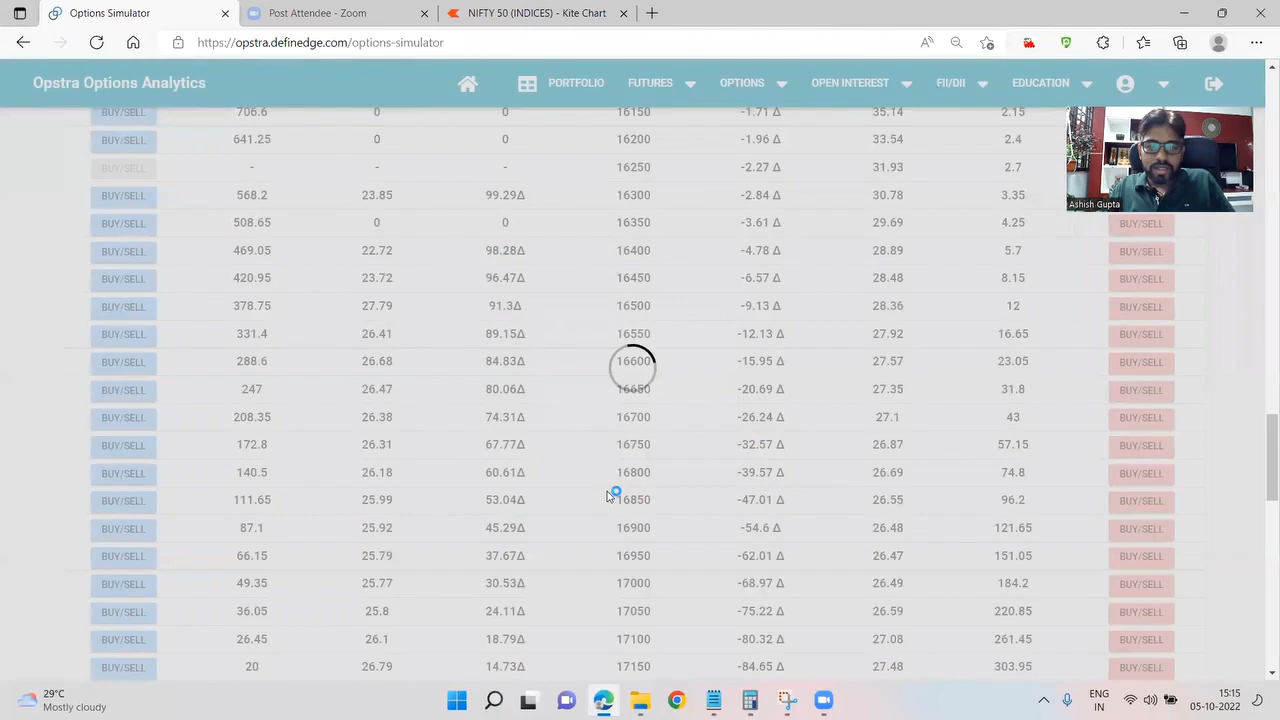 Options Simulator
Post Attendee - Zoom
NIFTY 50 (INDICES) - Kite Chart
https://opstra.definedge.com/options-simulator
Opstra Options Analytics
PORTFOLIO FUTURES OPTIONS OPEN INTEREST FII/DII EDUCATION
BUY/SELL 706.6 0 0 16150 -1.71 Δ 35.14 2.15
BUY/SELL 641.25 0 0 16200 -1.96 Δ 33.54 2.4
BUY/SELL - - - 16250 -2.27 Δ 31.93 2.7
Ashish Gupta
BUY/SELL 568.2 23.85 99.29Δ 16300 -2.84 Δ 30.78 3.35
BUY/SELL 508.65 0 0 16350 -3.61 Δ 29.69 4.25 BUY/SELL
BUY/SELL 469.05 22.72 98.28Δ 16400 -4.78 Δ 28.89 5.7 BUY/SELL
BUY/SELL 420.95 23.72 96.47Δ 16450 -6.57 Δ 28.48 8.15 BUY/SELL
BUY/SELL 378.75 27.79 91.3Δ 16500 -9.13 Δ 28.36 12 BUY/SELL
BUY/SELL 331.4 26.41 89.15Δ 16550 -12.13 Δ 27.92 16.65 BUY/SELL
BUY/SELL 288.6 26.68 84.83Δ 16600 -15.95 Δ 27.57 23.05 BUY/SELL
BUY/SELL 247 26.47 80.06Δ 16650 -20.69 Δ 27.35 31.8 BUY/SELL
BUY/SELL 208.35 26.38 74.31Δ 16700 -26.24 Δ 27.1 43 BUY/SELL
BUY/SELL 172.8 26.31 67.77Δ 16750 -32.57 Δ 26.87 57.15 BUY/SELL
BUY/SELL 140.5 26.18 60.61Δ 16800 -39.57 Δ 26.69 74.8 BUY/SELL
BUY/SELL 111.65 25.99 53.04Δ 16850 -47.01 Δ 26.55 96.2 BUY/SELL
BUY/SELL 87.1 25.92 45.29Δ 16900 -54.6 Δ 26.48 121.65 BUY/SELL
BUY/SELL 66.15 25.79 37.67Δ 16950 -62.01 Δ 26.47 151.05 BUY/SELL
BUY/SELL 49.35 25.77 30.53Δ 17000 -68.97 Δ 26.49 184.2 BUY/SELL
BUY/SELL 36.05 25.8 24.11Δ 17050 -75.22 Δ 26.59 220.85 BUY/SELL
BUY/SELL 26.45 26.1 18.79Δ 17100 -80.32 Δ 27.08 261.45 BUY/SELL
BUY/SELL 20 26.79 14.73Δ 17150 -84.65 Δ 27.48 303.95 BUY/SELL
29°C
Mostly cloudy
ENG
IN
15:15
05-10-2022